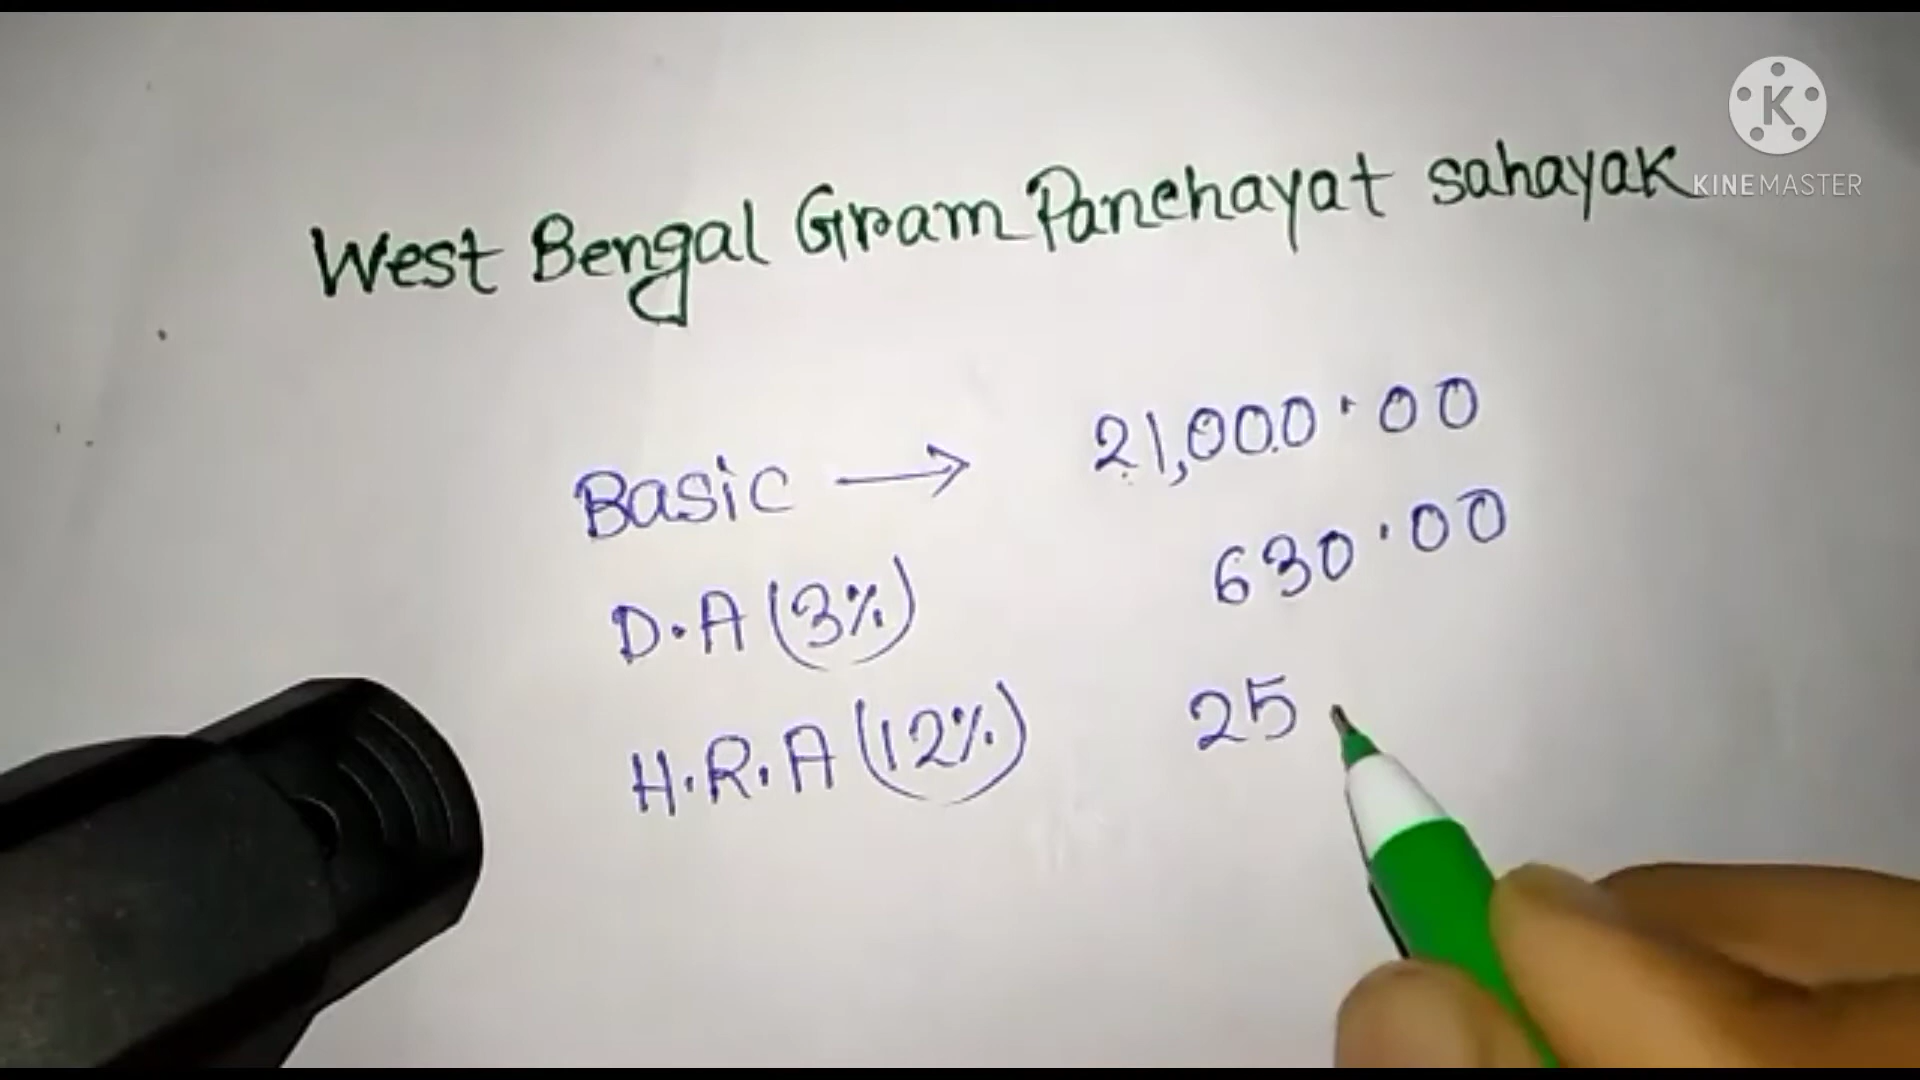 K
KINEMASTER
West Bengal Gram Panchayat sahayak
Basic → 21,000.00
D.A (3%) 630.00
H.R.A (12%) 25